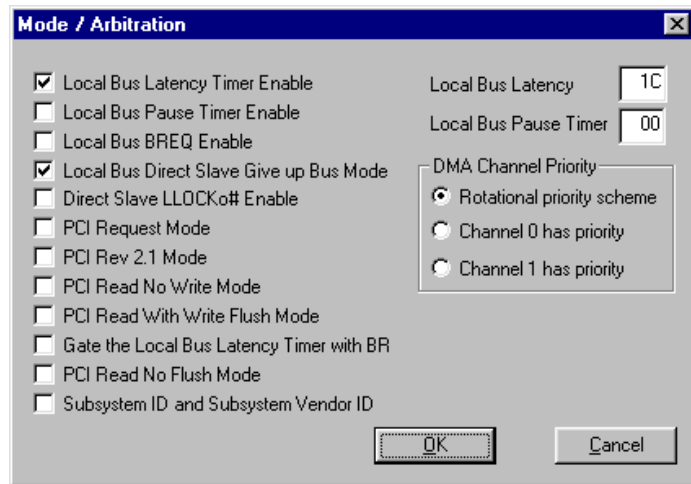 Mode / Arbitration
Local Bus Latency Timer Enable
Local Bus Pause Timer Enable
Local Bus BREQ Enable
Local Bus Direct Slave Give up Bus Mode
Direct Slave LLOCKo# Enable
PCI Request Mode
PCI Rev 2.1 Mode
PCI Read No Write Mode
PCI Read With Write Flush Mode
Gate the Local Bus Latency Timer with BR
PCI Read No Flush Mode
Subsystem ID and Subsystem Vendor ID
Local Bus Latency 1C
Local Bus Pause Timer 00
DMA Channel Priority
Rotational priority scheme
Channel 0 has priority
Channel 1 has priority
OK Cancel